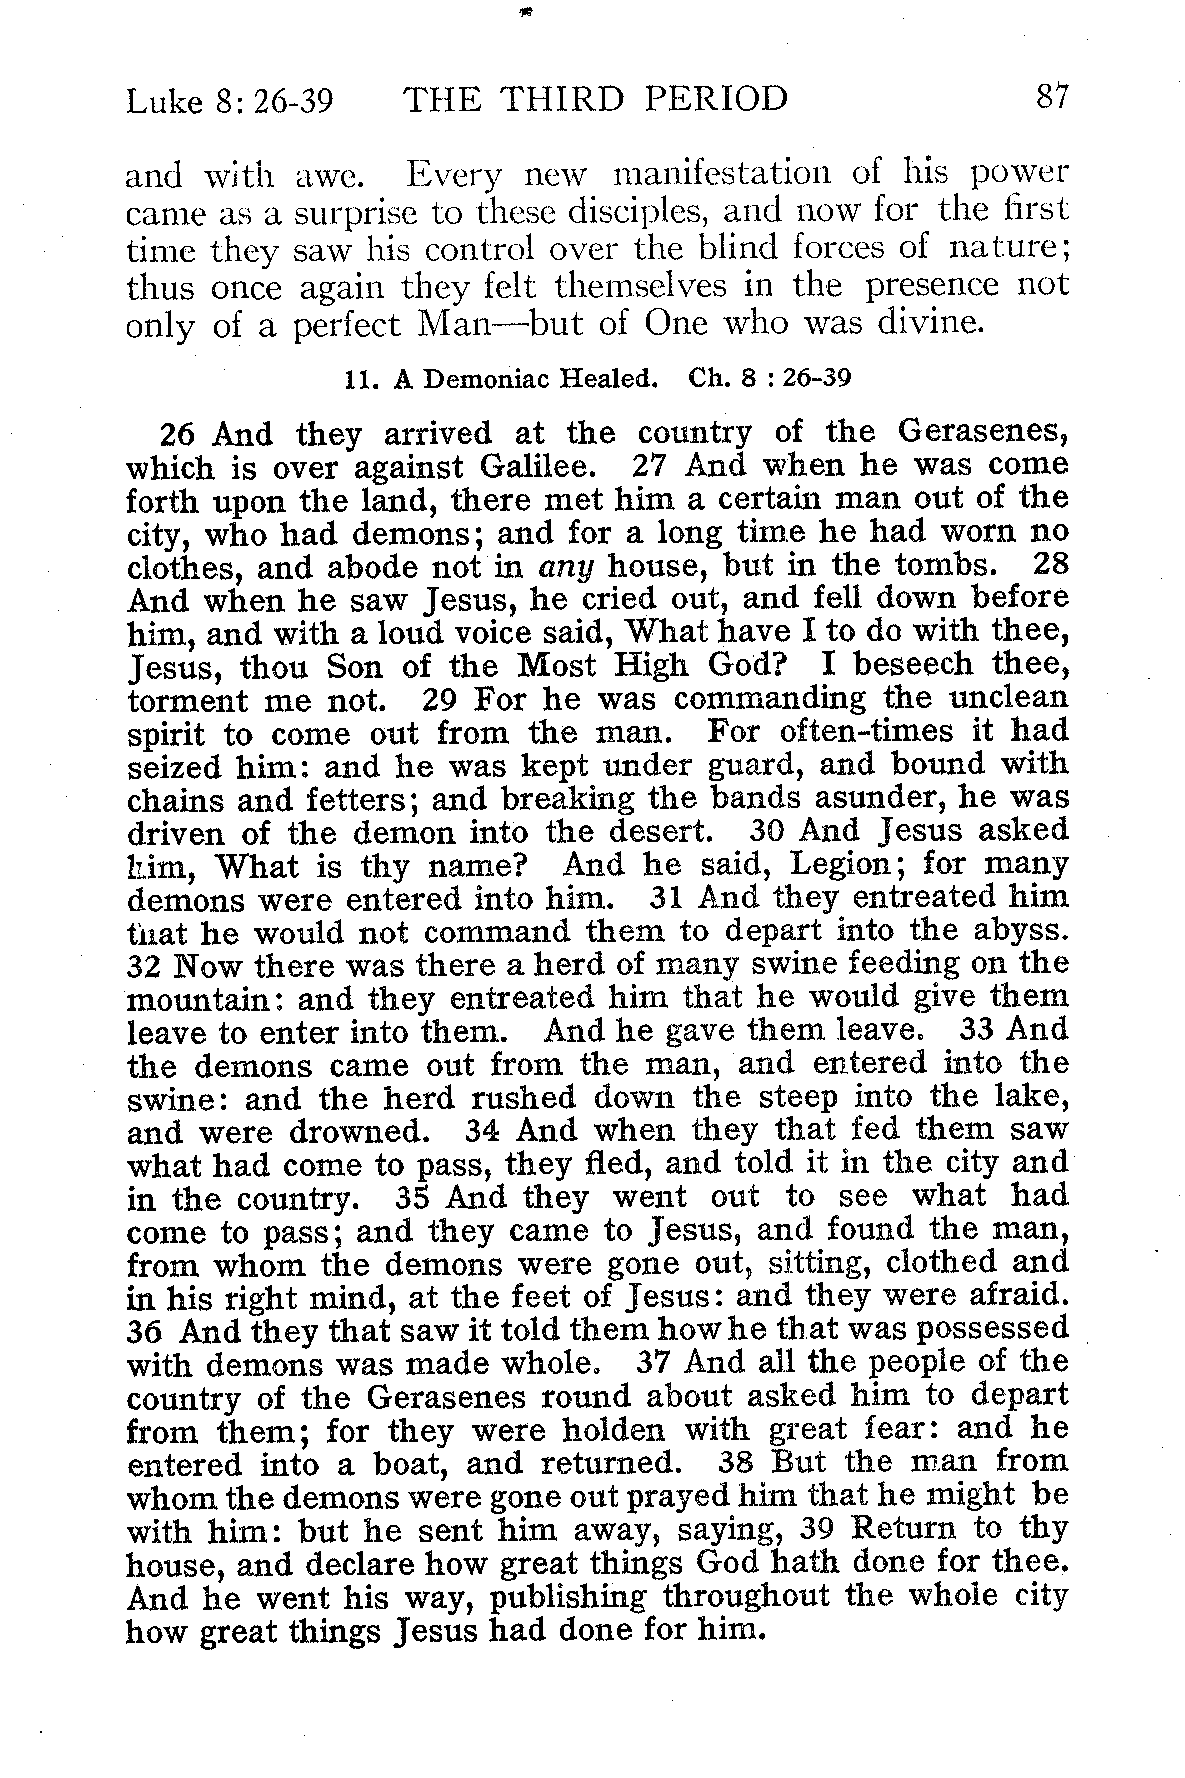 Luke 8: 26-39 THE THIRD PERIOD 87
and with awe. Every new manifestation of his power
came as a surprise to these disciples, and now for the first
time they saw his control over the blind forces of nature;
thus once again they felt themselves in the presence not
only of a perfect Man—but of One who was divine.
11. A Demoniac Healed. Ch. 8 : 26-39
26 And they arrived at the country of the Gerasenes,
which is over against Galilee. 27 And when he was come
forth upon the land, there met him a certain man out of the
city, who had demons; and for a long time he had worn no
clothes, and abode not in any house, but in the tombs. 28
And when he saw Jesus, he cried out, and fell down before
him, and with a loud voice said, What have I to do with thee,
Jesus, thou Son of the Most High God? I beseech thee,
torment me not. 29 For he was commanding the unclean
spirit to come out from the man. For often-times it had
seized him: and he was kept under guard, and bound with
chains and fetters; and breaking the bands asunder, he was
driven of the demon into the desert. 30 And Jesus asked
him, What is thy name? And he said, Legion; for many
demons were entered into him. 31 And they entreated him
that he would not command them to depart into the abyss.
32 Now there was there a herd of many swine feeding on the
mountain: and they entreated him that he would give them
leave to enter into them. And he gave them leave. 33 And
the demons came out from the man, and entered into the
swine: and the herd rushed down the steep into the lake,
and were drowned. 34 And when they that fed them saw
what had come to pass, they fled, and told it in the city and
in the country. 35 And they went out to see what had
come to pass; and they came to Jesus, and found the man,
from whom the demons were gone out, sitting, clothed and
in his right mind, at the feet of Jesus: and they were afraid.
36 And they that saw it told them how he that was possessed
with demons was made whole. 37 And all the people of the
country of the Gerasenes round about asked him to depart
from them; for they were holden with great fear: and he
entered into a boat, and returned. 38 But the man from
whom the demons were gone out prayed him that he might be
with him: but he sent him away, saying, 39 Return to thy
house, and declare how great things God hath done for thee.
And he went his way, publishing throughout the whole city
how great things Jesus had done for him.